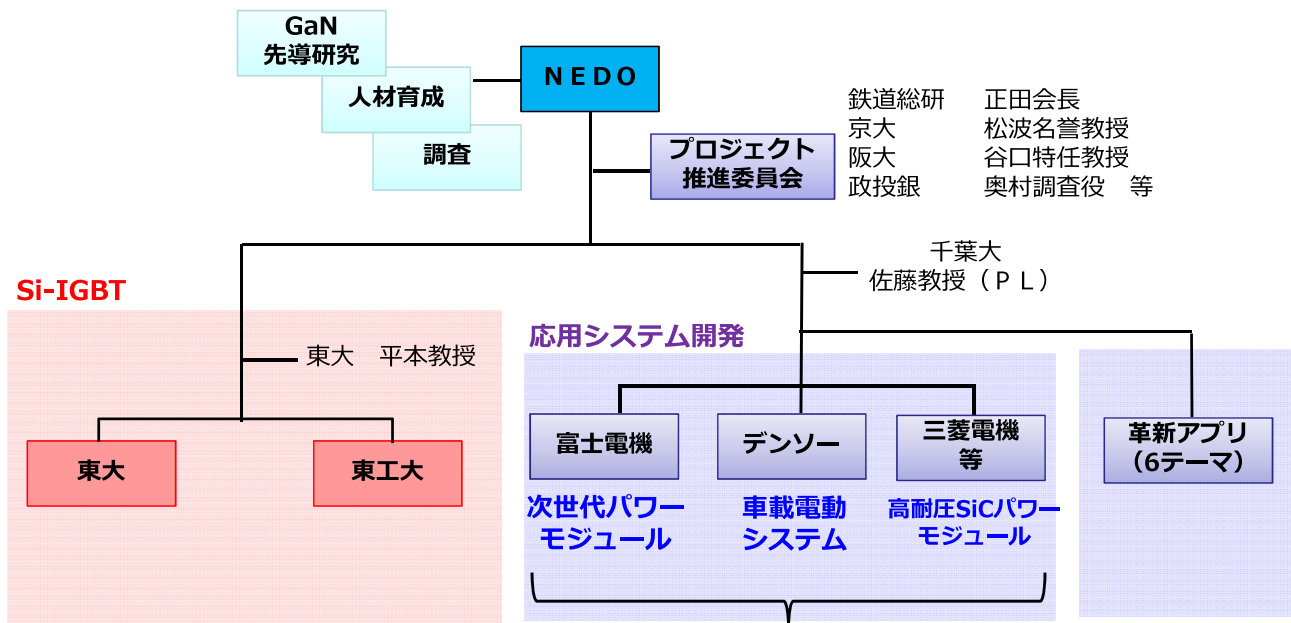 GaN
先導研究
人材育成
調査
ＮＥＤＯ
プロジェクト
推進委員会
鉄道総研　正田会長
京大　松波名誉教授
阪大　谷口特任教授
政投銀　奥村調査役　等
千葉大
佐藤教授（ＰＬ）
Si-IGBT
東大　平本教授
東大
東工大
応用システム開発
富士電機
次世代パワー
モジュール
デンソー
車載電動
システム
三菱電機
等
高耐圧SiCパワー
モジュール
革新アプリ
（6テーマ）